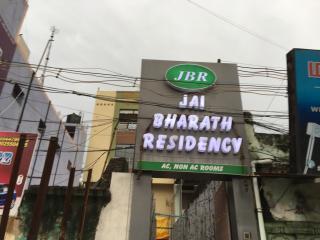 JBR
JAI
BHARATH
RESIDENCY
AC, NON AC ROOMS